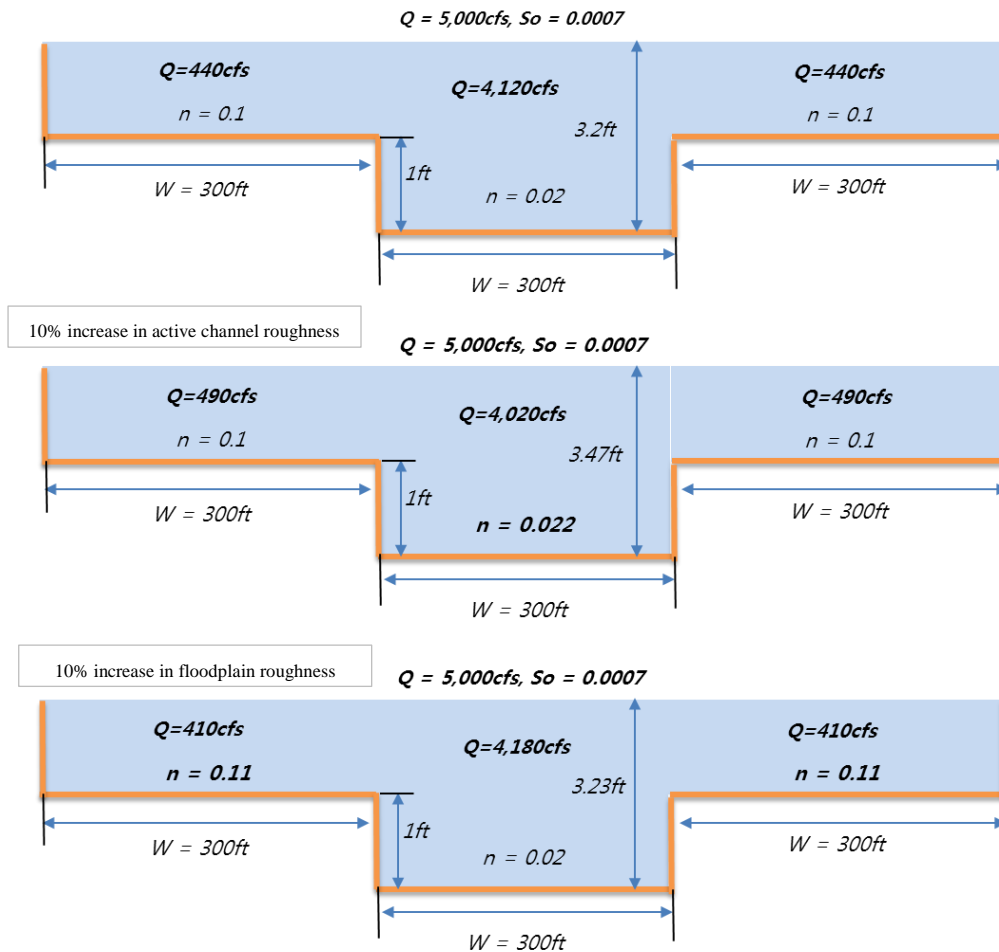 Q = 5,000cfs, So = 0.0007
Q=440cfs
n = 0.1
Q=4,120cfs
n = 0.02
3.2ft
Q=440cfs
n = 0.1
1ft
W = 300ft
W = 300ft
W = 300ft
10% increase in active channel roughness
Q = 5,000cfs, So = 0.0007
Q=490cfs
n = 0.1
Q=4,020cfs
n = 0.022
3.47ft
Q=490cfs
n = 0.1
1ft
W = 300ft
W = 300ft
W = 300ft
10% increase in floodplain roughness
Q = 5,000cfs, So = 0.0007
Q=410cfs
n = 0.11
Q=4,180cfs
n = 0.02
3.23ft
Q=410cfs
n = 0.11
1ft
W = 300ft
W = 300ft
W = 300ft